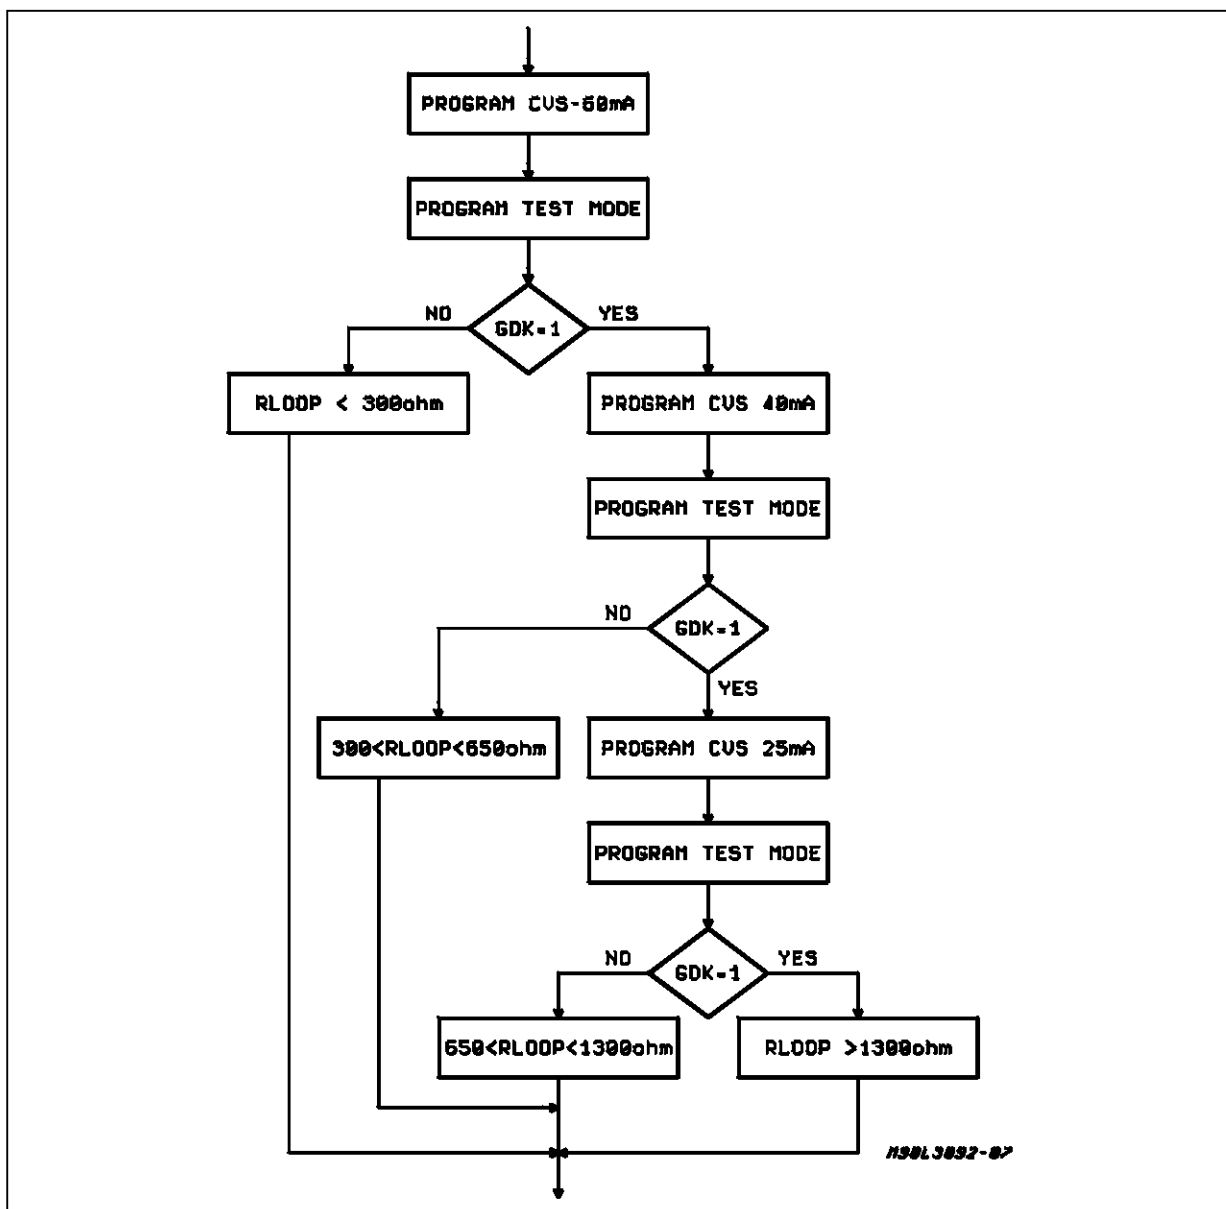 PROGRAM CVS-60mA
PROGRAM TEST MODE
NO
GDK=1
YES
RLOOP < 300ohm
PROGRAM CVS 40mA
PROGRAM TEST MODE
NO
GDK=1
YES
300<RLOOP<650ohm
PROGRAM CVS 25mA
PROGRAM TEST MODE
NO
GDK=1
YES
650<RLOOP<1300ohm
RLOOP >1300ohm
M90L3092-07